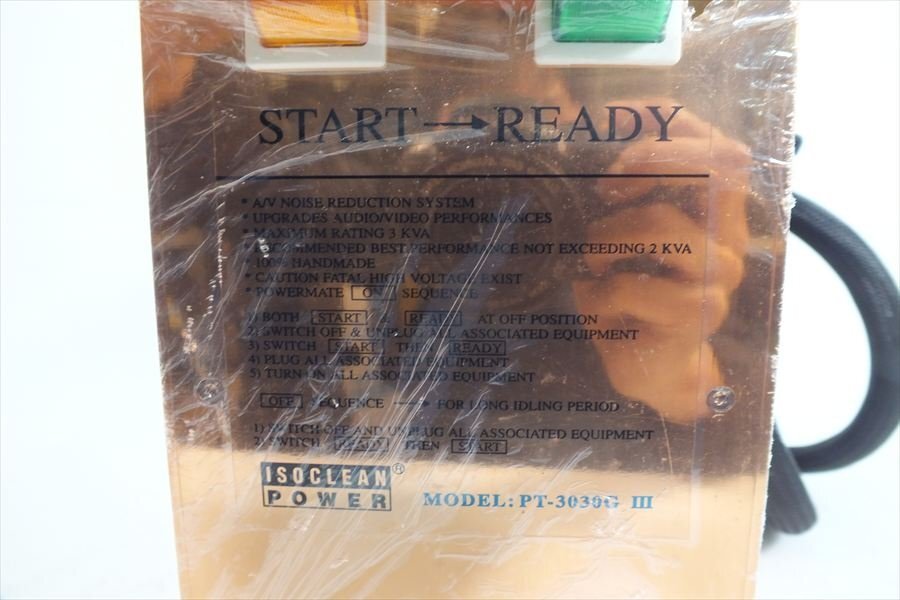 START → READY
* A/V NOISE REDUCTION SYSTEM
* UPGRADES AUDIO/VIDEO PERFORMANCES
* MAXIMUM RATING 3 KVA
* RECOMMENDED BEST PERFORMANCE NOT EXCEEDING 2 KVA
* 100% HANDMADE
* CAUTION FATAL HIGH VOLTAGE EXIST
* POWERMATE ON SEQUENCE
1) BOTH START & READY AT OFF POSITION
2) SWITCH OFF & UNPLUG ALL ASSOCIATED EQUIPMENT
3) SWITCH START THEN READY
4) PLUG ALL ASSOCIATED EQUIPMENT
5) TURN ON ALL ASSOCIATED EQUIPMENT
OFF SEQUENCE → FOR LONG IDLING PERIOD
1) SWITCH OFF AND UNPLUG ALL ASSOCIATED EQUIPMENT
2) SWITCH READY THEN START
ISOCLEAN®
POWER
MODEL: PT-3030G III